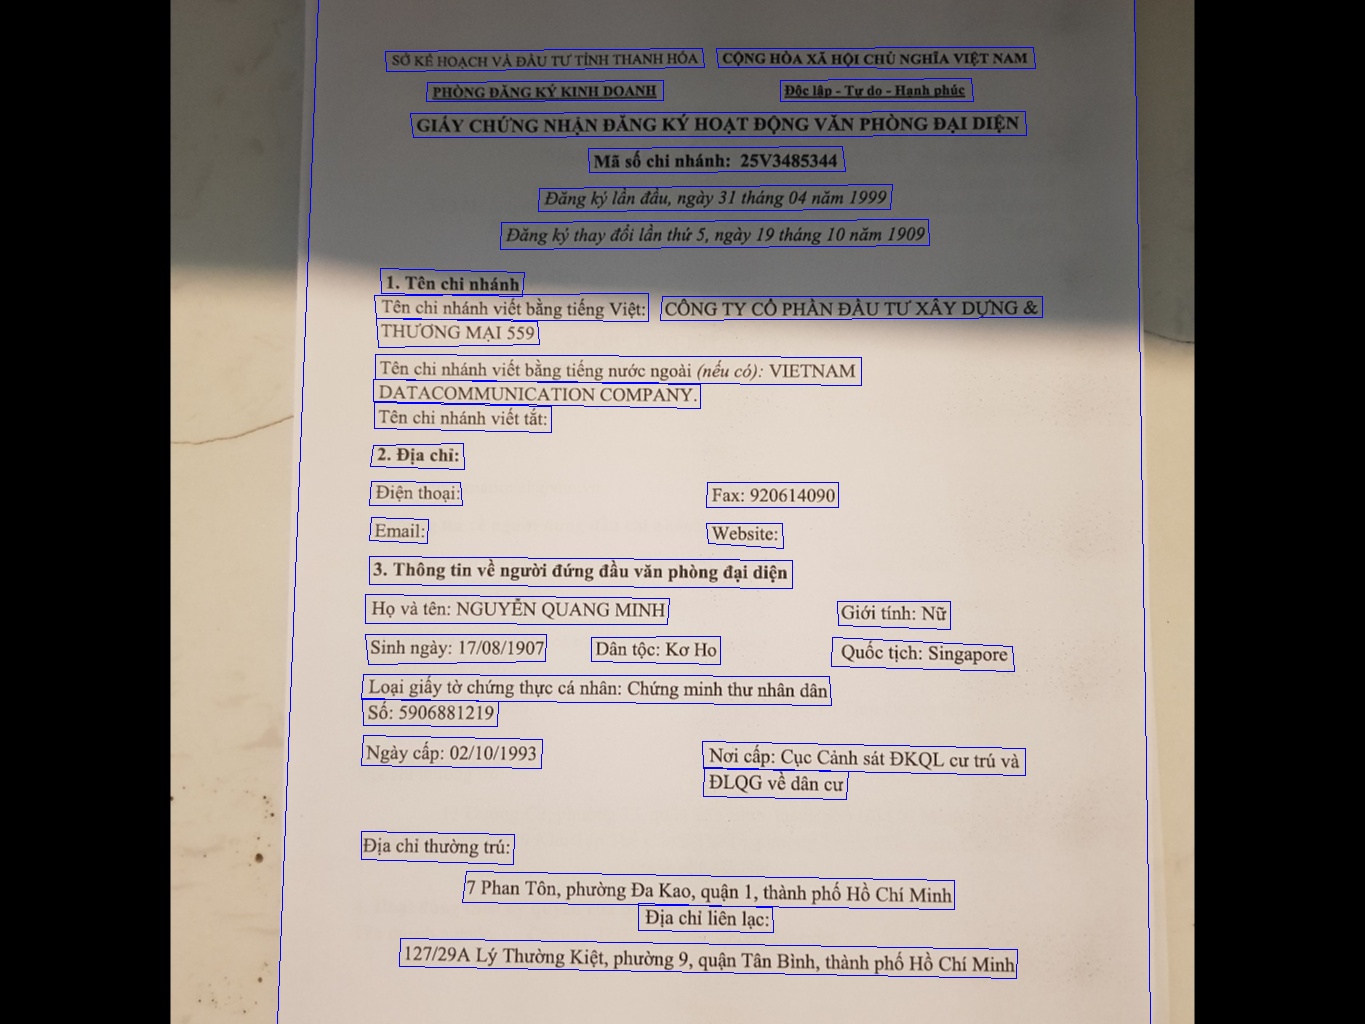 SỞ KẾ HOẠCH VÀ ĐẦU TƯ TỈNH THANH HÓA CỘNG HÒA XÃ HỘI CHỦ NGHĨA VIỆT NAM
PHÒNG ĐĂNG KÝ KINH DOANH Độc lập - Tự do - Hạnh phúc
GIẤY CHỨNG NHẬN ĐĂNG KÝ HOẠT ĐỘNG VĂN PHÒNG ĐẠI DIỆN
Mã số chi nhánh: 25V3485344
Đăng ký lần đầu, ngày 31 tháng 04 năm 1999
Đăng ký thay đổi lần thứ 5, ngày 19 tháng 10 năm 1909
1. Tên chi nhánh
Tên chi nhánh viết bằng tiếng Việt: CÔNG TY CỔ PHẦN ĐẦU TƯ XÂY DỰNG &
THƯƠNG MẠI 559
Tên chi nhánh viết bằng tiếng nước ngoài (nếu có): VIETNAM
DATACOMMUNICATION COMPANY.
Tên chi nhánh viết tắt:
2. Địa chỉ:
Điện thoại: Fax: 920614090
Email: Website:
3. Thông tin về người đứng đầu văn phòng đại diện
Họ và tên: NGUYỄN QUANG MINH Giới tính: Nữ
Sinh ngày: 17/08/1907 Dân tộc: Kơ Ho Quốc tịch: Singapore
Loại giấy tờ chứng thực cá nhân: Chứng minh thư nhân dân
Số: 5906881219
Ngày cấp: 02/10/1993 Nơi cấp: Cục Cảnh sát ĐKQL cư trú và
ĐLQG về dân cư
Địa chỉ thường trú:
7 Phan Tôn, phường Đa Kao, quận 1, thành phố Hồ Chí Minh
Địa chỉ liên lạc:
127/29A Lý Thường Kiệt, phường 9, quận Tân Bình, thành phố Hồ Chí Minh